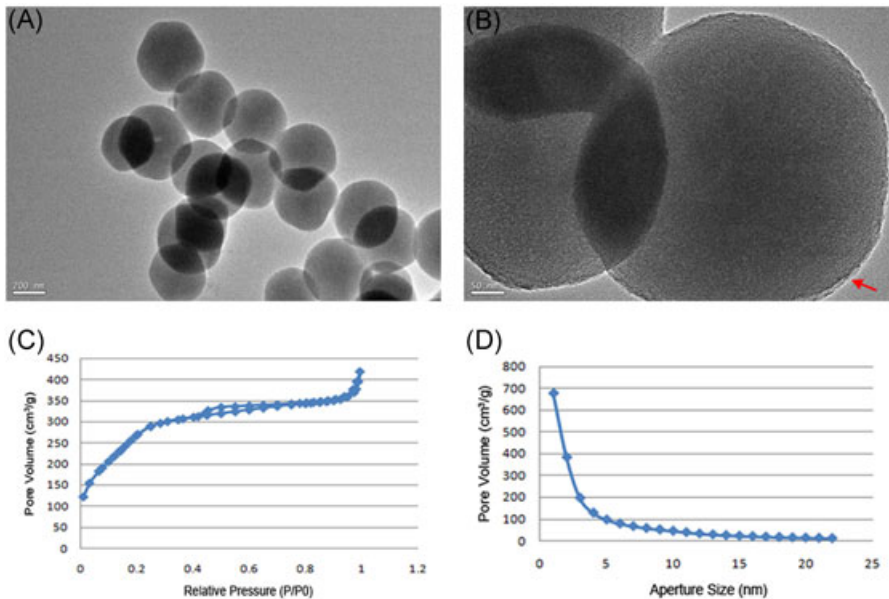 (A)
200 nm
(B)
50 nm
(C)
Pore Volume (cm³/g)
450
400
350
300
250
200
150
100
50
0
0 0.2 0.4 0.6 0.8 1 1.2
Relative Pressure (P/P0)
(D)
Pore Volume (cm³/g)
800
700
600
500
400
300
200
100
0
0 5 10 15 20 25
Aperture Size (nm)